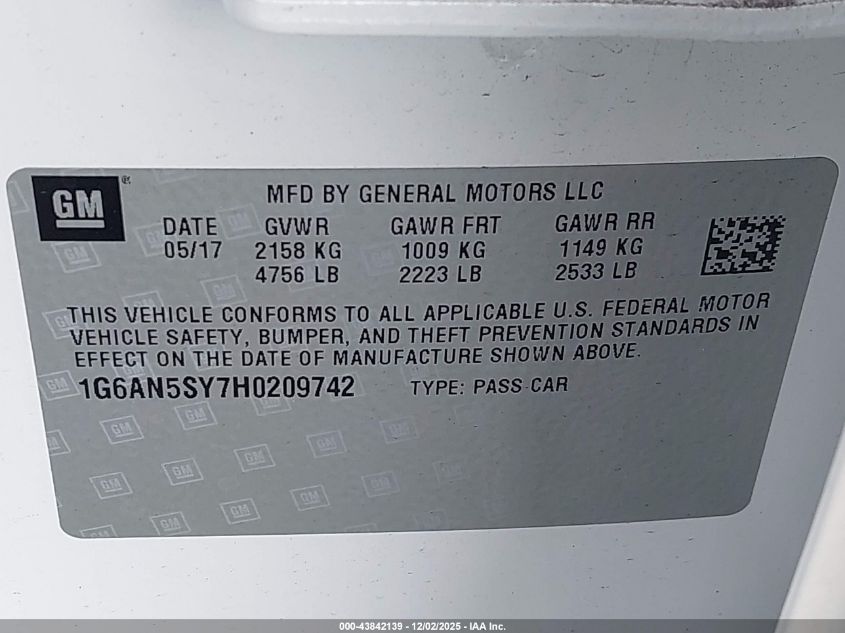 GM®
MFD BY GENERAL MOTORS LLC
DATE GVWR GAWR FRT GAWR RR
05/17 2158 KG 1009 KG 1149 KG
4756 LB 2223 LB 2533 LB
THIS VEHICLE CONFORMS TO ALL APPLICABLE U.S. FEDERAL MOTOR
VEHICLE SAFETY, BUMPER, AND THEFT PREVENTION STANDARDS IN
EFFECT ON THE DATE OF MANUFACTURE SHOWN ABOVE.
1G6AN5SY7H0209742 TYPE: PASS CAR
000-43842139 - 12/02/2025 - IAA Inc.